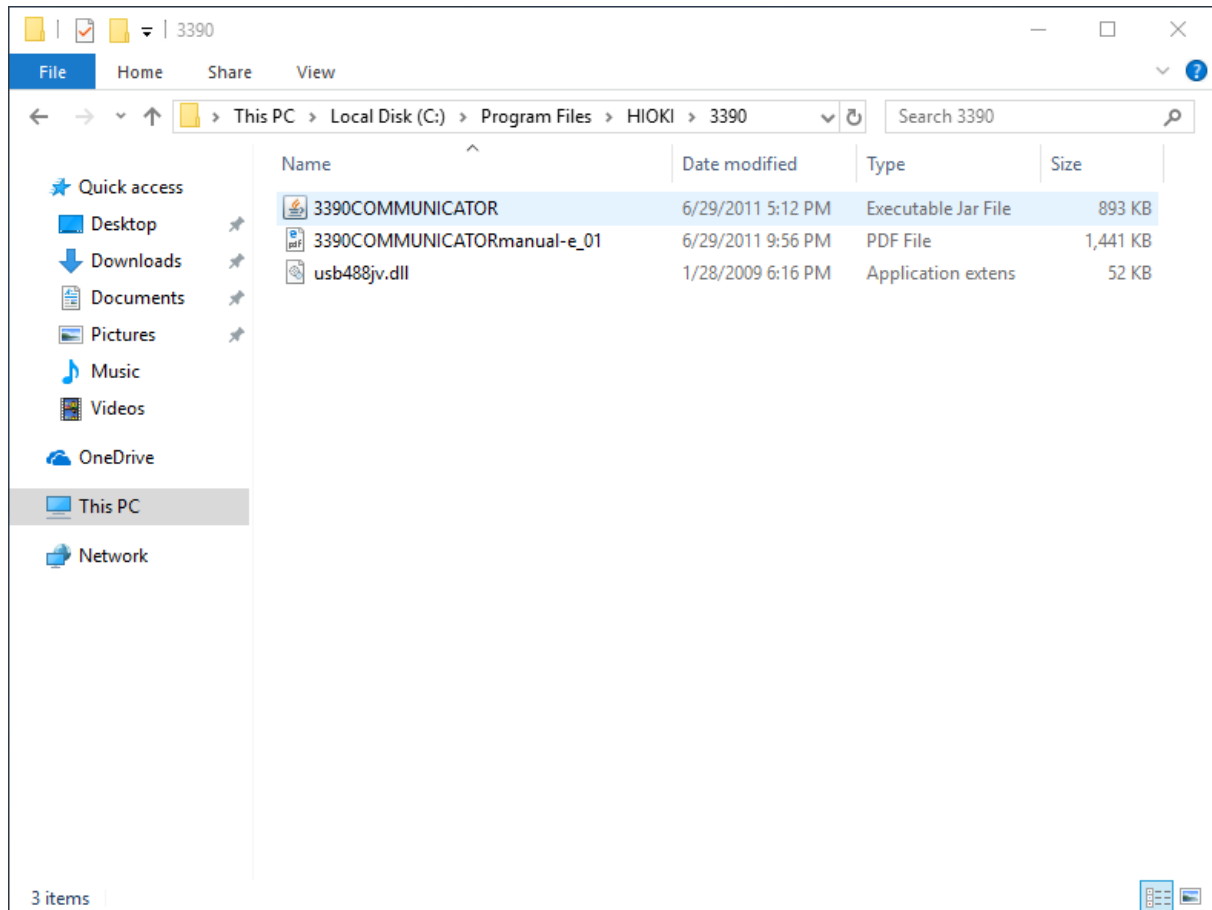 3390
File Home Share View
This PC > Local Disk (C:) > Program Files > HIOKI > 3390 Search 3390
Name Date modified Type Size
Quick access
Desktop
Downloads
Documents
Pictures
Music
Videos
OneDrive
This PC
Network
3390COMMUNICATOR 6/29/2011 5:12 PM Executable Jar File 893 KB
3390COMMUNICATORmanual-e_01 6/29/2011 9:56 PM PDF File 1,441 KB
usb488jv.dll 1/28/2009 6:16 PM Application extens 52 KB
3 items